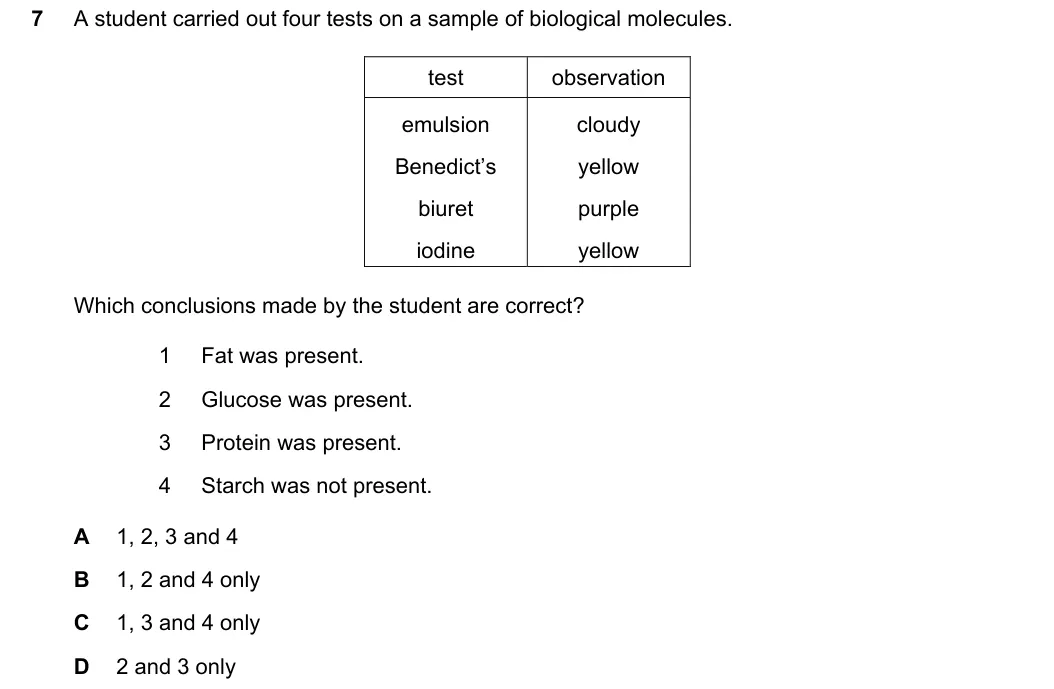 7 A student carried out four tests on a sample of biological molecules.
test observation
emulsion cloudy
Benedict’s yellow
biuret purple
iodine yellow
Which conclusions made by the student are correct?
1 Fat was present.
2 Glucose was present.
3 Protein was present.
4 Starch was not present.
A 1, 2, 3 and 4
B 1, 2 and 4 only
C 1, 3 and 4 only
D 2 and 3 only